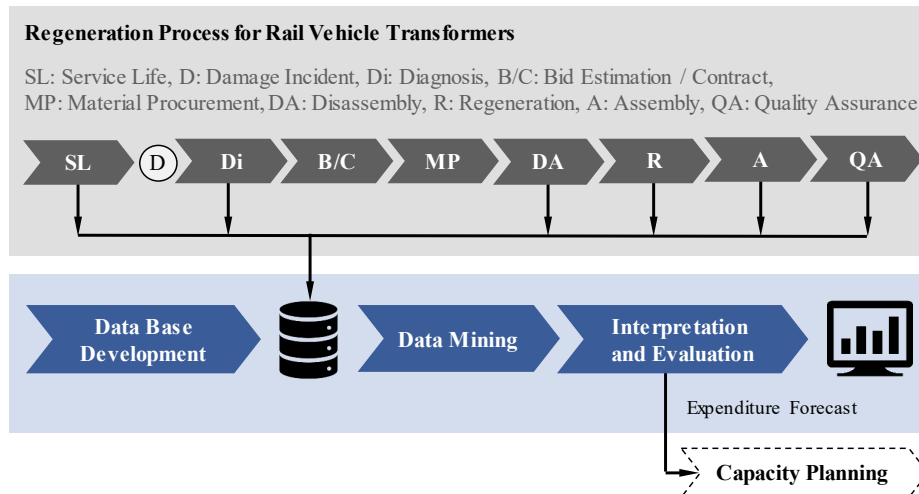 Regeneration Process for Rail Vehicle Transformers
SL: Service Life, D: Damage Incident, Di: Diagnosis, B/C: Bid Estimation / Contract,
MP: Material Procurement, DA: Disassembly, R: Regeneration, A: Assembly, QA: Quality Assurance
SL
D
Di
B/C
MP
DA
R
A
QA
Data Base
Development
Data Mining
Interpretation
and Evaluation
Expenditure Forecast
Capacity Planning